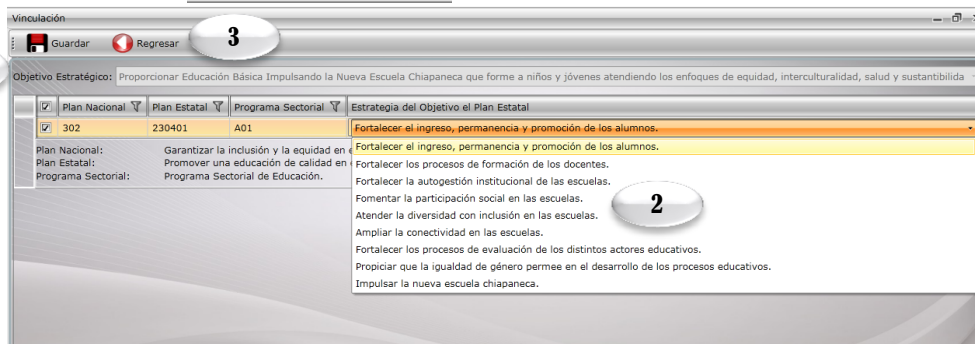 Vinculación
Guardar Regresar 3
Objetivo Estratégico: Proporcionar Educación Básica Impulsando la Nueva Escuela Chiapaneca que forme a niños y jóvenes atendiendo los enfoques de equidad, interculturalidad, salud y sustantibilida
Plan Nacional Plan Estatal Programa Sectorial Estrategia del Objetivo el Plan Estatal
302 230401 A01 Fortalecer el ingreso, permanencia y promoción de los alumnos.
Plan Nacional: Garantizar la inclusión y la equidad en e
Plan Estatal: Promover una educación de calidad en
Programa Sectorial: Programa Sectorial de Educación.
Fortalecer el ingreso, permanencia y promoción de los alumnos.
Fortalecer los procesos de formación de los docentes.
Fortalecer la autogestión institucional de las escuelas.
Fomentar la participación social en las escuelas.
2
Atender la diversidad con inclusión en las escuelas.
Ampliar la conectividad en las escuelas.
Fortalecer los procesos de evaluación de los distintos actores educativos.
Propiciar que la igualdad de género permee en el desarrollo de los procesos educativos.
Impulsar la nueva escuela chiapaneca.